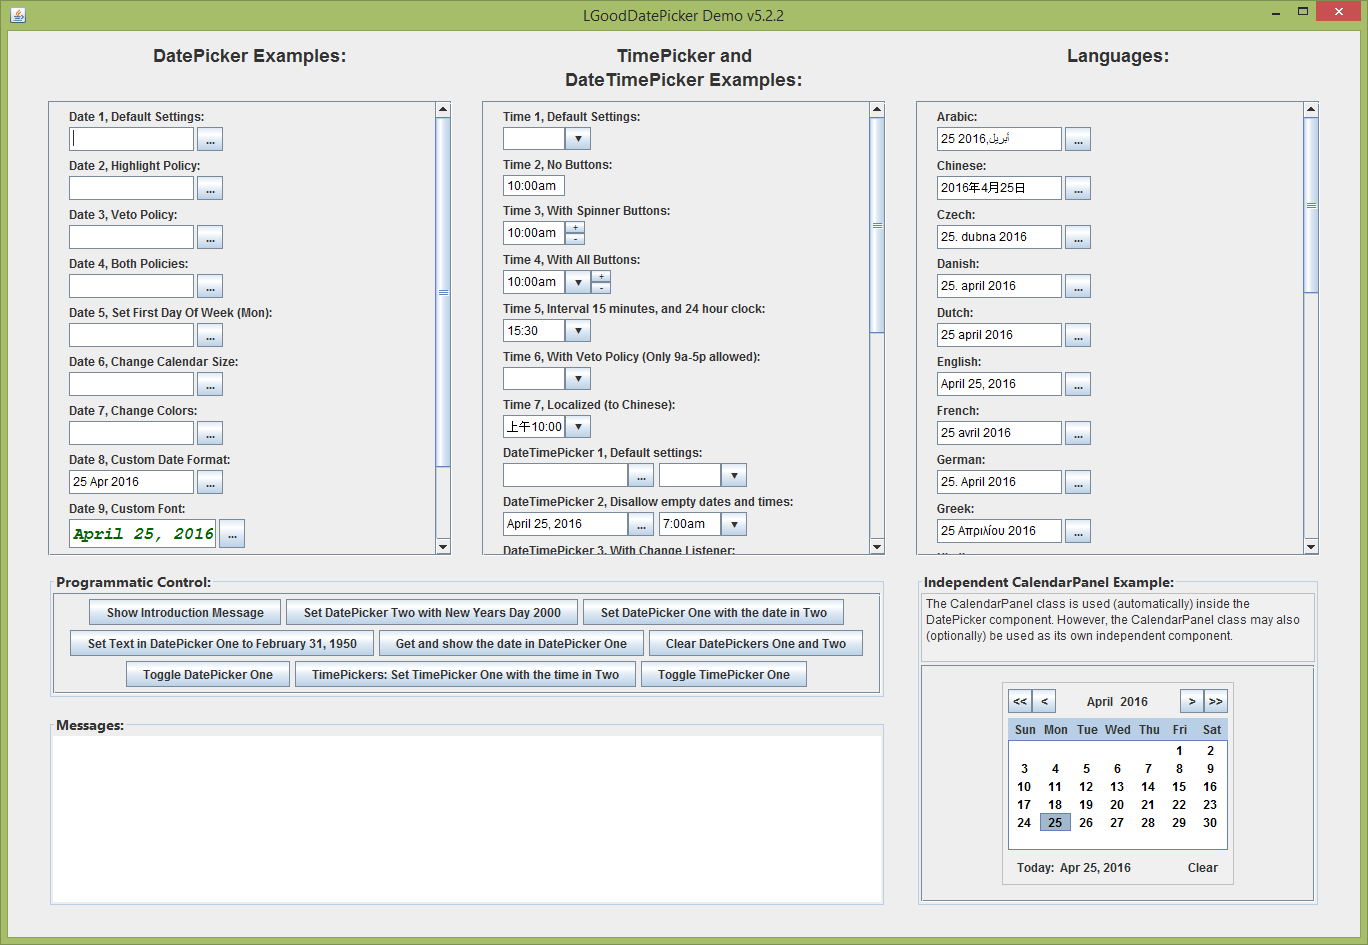 LGoodDatePicker Demo v5.2.2
DatePicker Examples:
Date 1, Default Settings:
...
Date 2, Highlight Policy:
...
Date 3, Veto Policy:
...
Date 4, Both Policies:
...
Date 5, Set First Day Of Week (Mon):
...
Date 6, Change Calendar Size:
...
Date 7, Change Colors:
...
Date 8, Custom Date Format:
25 Apr 2016 ...
Date 9, Custom Font:
April 25, 2016 ...
TimePicker and
DateTimePicker Examples:
Time 1, Default Settings:
Time 2, No Buttons:
10:00am
Time 3, With Spinner Buttons:
10:00am + -
Time 4, With All Buttons:
10:00am + -
Time 5, Interval 15 minutes, and 24 hour clock:
15:30
Time 6, With Veto Policy (Only 9a-5p allowed):
Time 7, Localized (to Chinese):
上午10:00
DateTimePicker 1, Default settings:
...
DateTimePicker 2, Disallow empty dates and times:
April 25, 2016 ... 7:00am
DateTimePicker 3, With Change Listener:
Languages:
Arabic:
25 أبريل,2016 ...
Chinese:
2016年4月25日 ...
Czech:
25. dubna 2016 ...
Danish:
25. april 2016 ...
Dutch:
25 april 2016 ...
English:
April 25, 2016 ...
French:
25 avril 2016 ...
German:
25. April 2016 ...
Greek:
25 Απριλίου 2016 ...
Programmatic Control:
Show Introduction Message Set DatePicker Two with New Years Day 2000 Set DatePicker One with the date in Two
Set Text in DatePicker One to February 31, 1950 Get and show the date in DatePicker One Clear DatePickers One and Two
Toggle DatePicker One TimePickers: Set TimePicker One with the time in Two Toggle TimePicker One
Messages:
Independent CalendarPanel Example:
The CalendarPanel class is used (automatically) inside the
DatePicker component. However, the CalendarPanel class may also
(optionally) be used as its own independent component.
<< < April 2016 > >>
Sun Mon Tue Wed Thu Fri Sat
1 2
3 4 5 6 7 8 9
10 11 12 13 14 15 16
17 18 19 20 21 22 23
24 25 26 27 28 29 30
Today: Apr 25, 2016 Clear